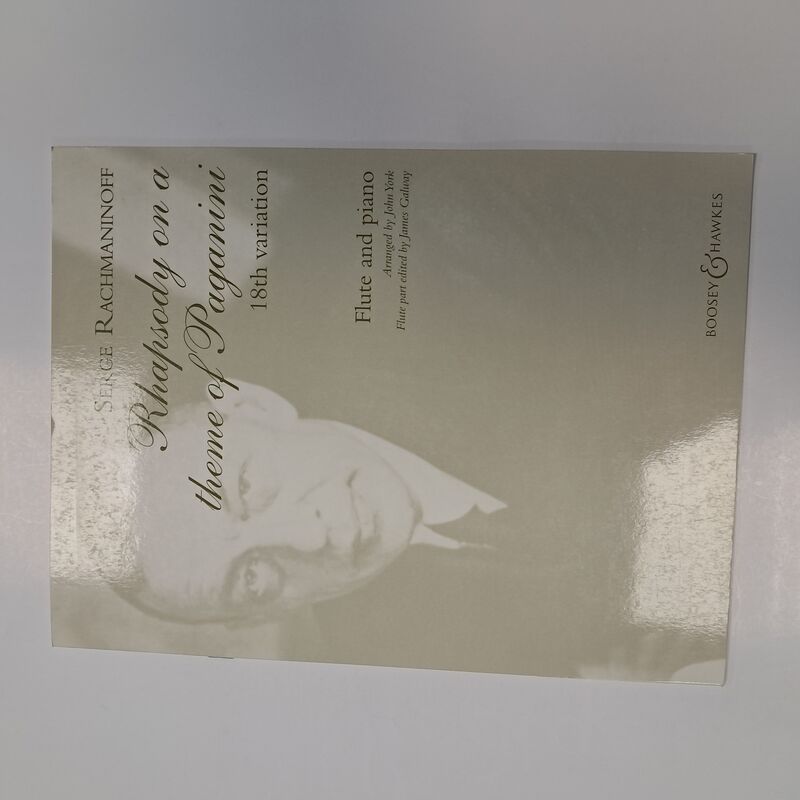 SERGE RACHMANINOFF
Rhapsody on a
theme of Paganini
18th variation
Flute and piano
Arranged by John York
Flute part edited by James Galway
BOOSEY & HAWKES